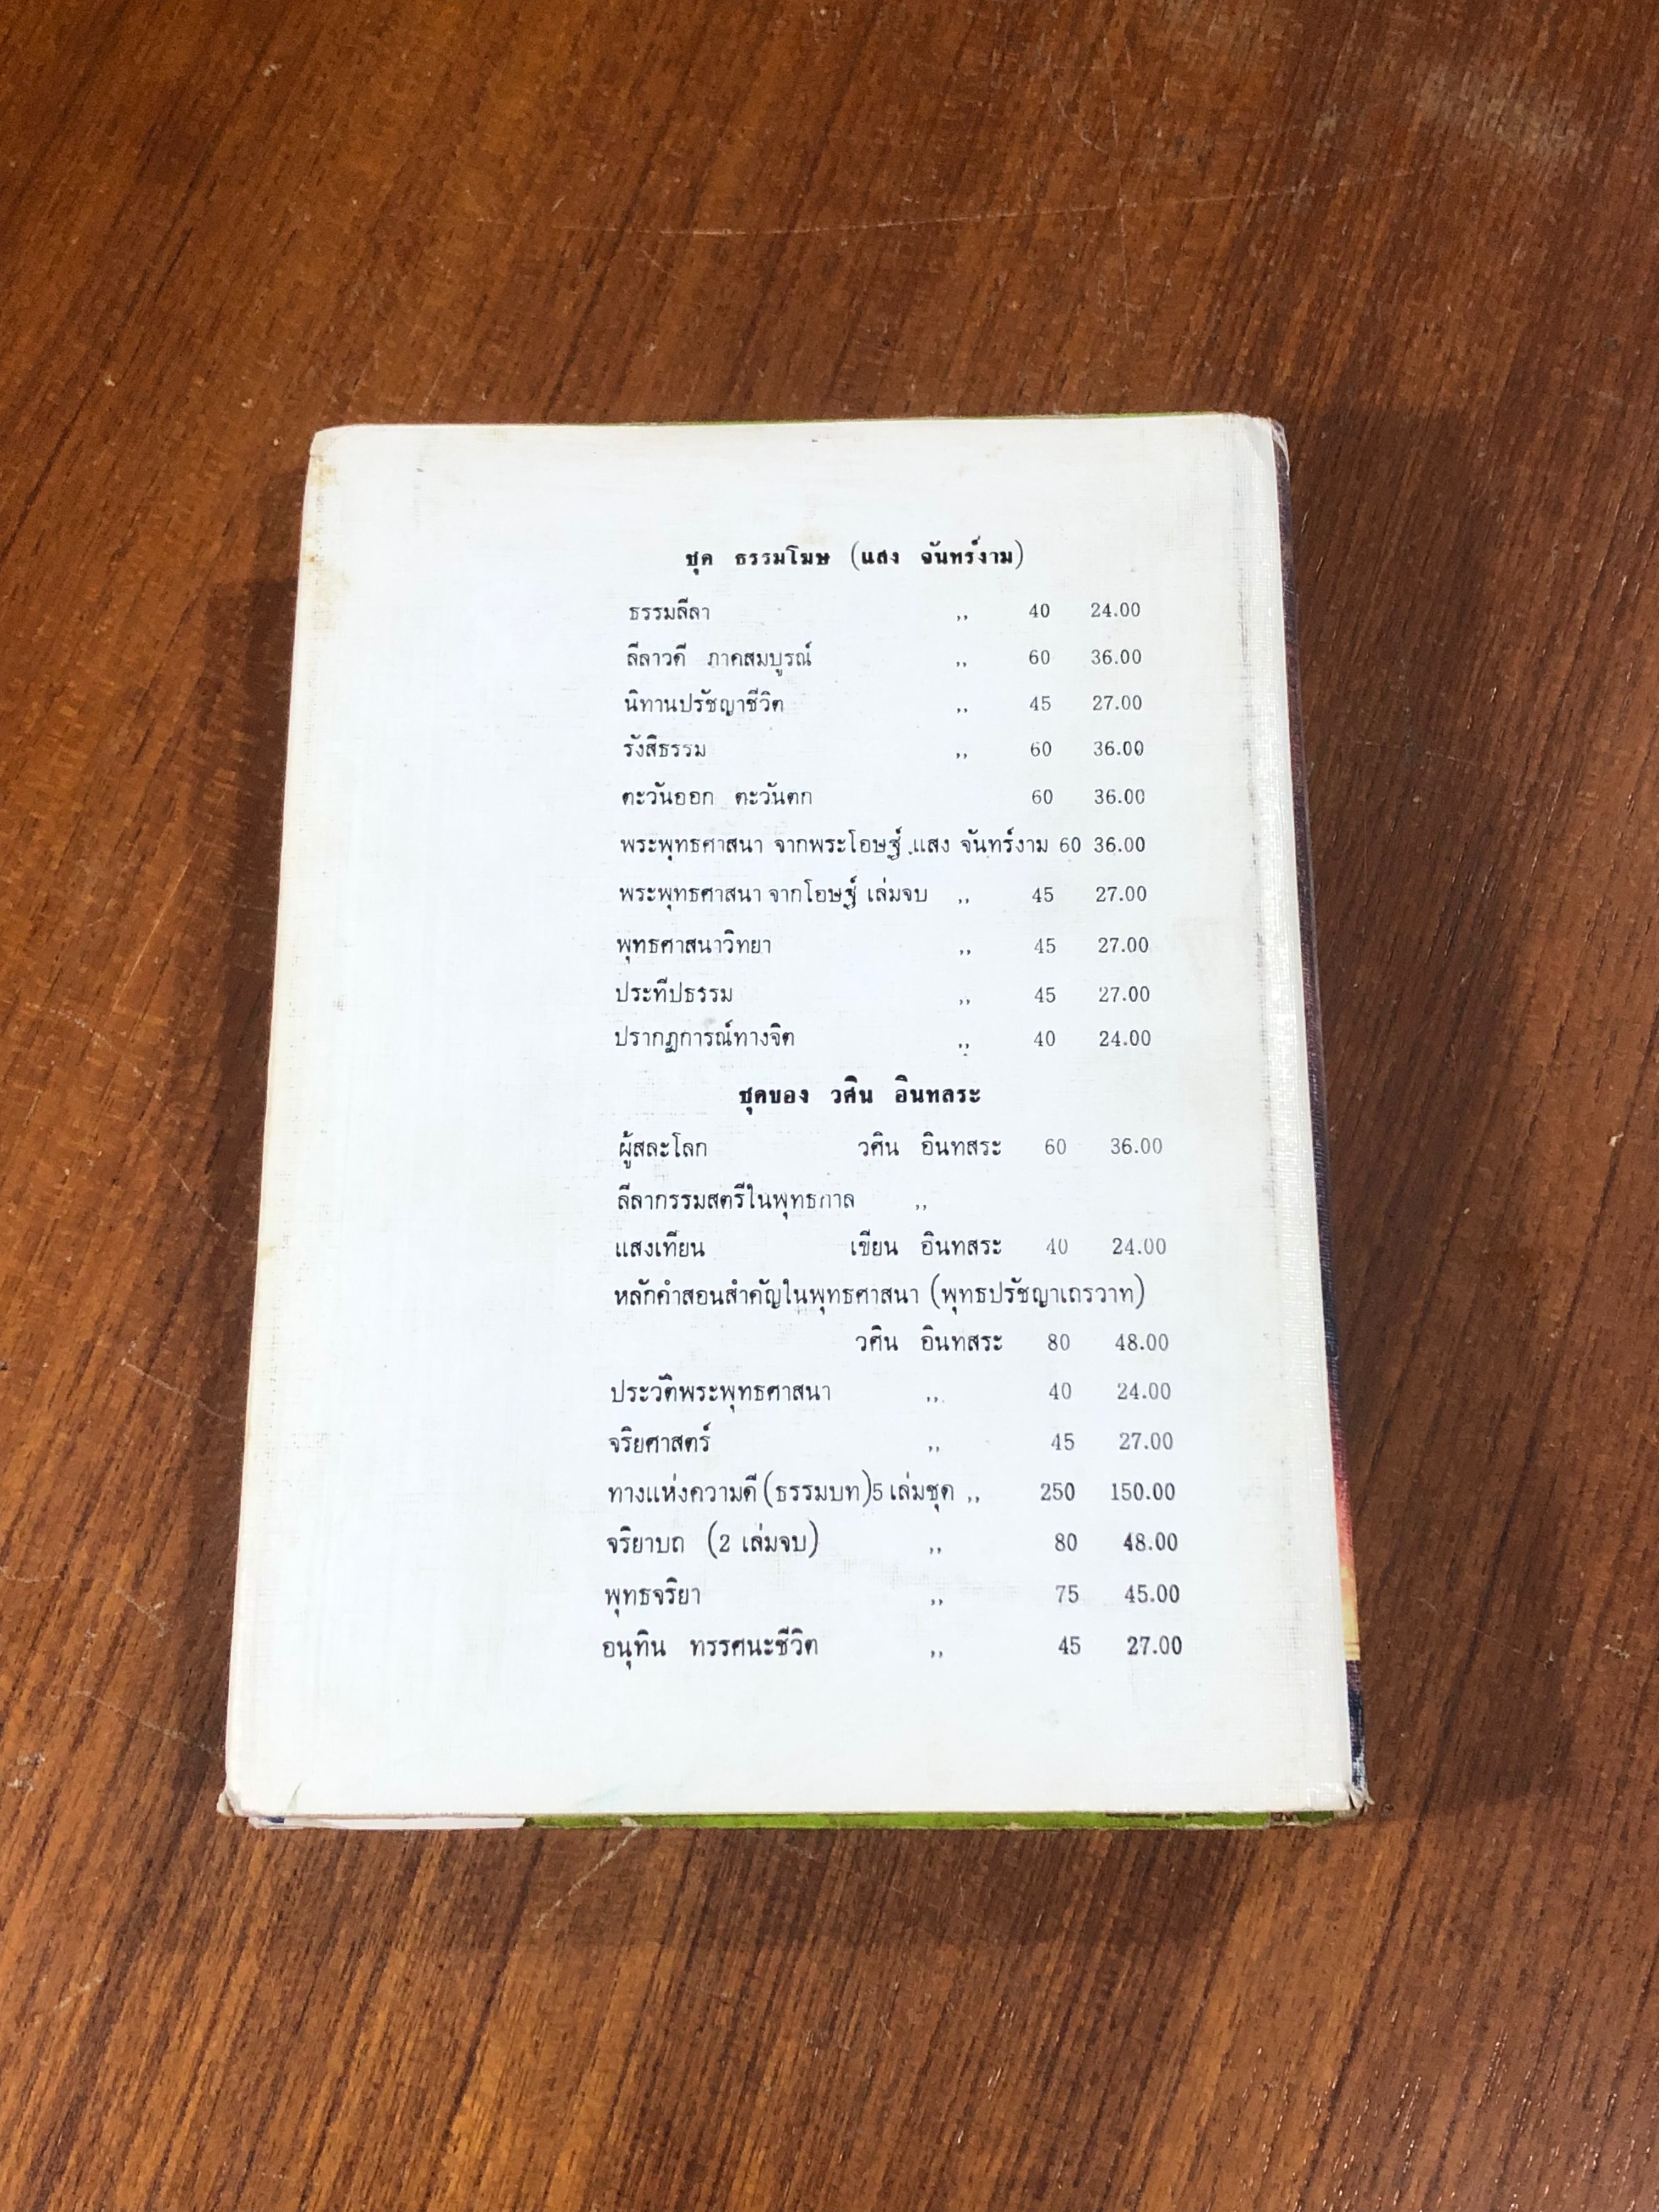 ชุด ธรรมโฆษ (แสง จันทร์งาม)
ธรรมลีลา ,, 40 24.00
ลีลาวดี ภาคสมบูรณ์ ,, 60 36.00
นิทานปรัชญาชีวิต ,, 45 27.00
รังสีธรรม ,, 60 36.00
ตะวันออก ตะวันตก 60 36.00
พระพุทธศาสนา จากพระโอษฐ์ แสง จันทร์งาม 60 36.00
พระพุทธศาสนา จากโอษฐ์ เล่มจบ ,, 45 27.00
พุทธศาสนาวิทยา ,, 45 27.00
ประทีปธรรม ,, 45 27.00
ปรากฏการณ์ทางจิต ,, 40 24.00
ชุดของ วศิน อินทสระ
ผู้สละโลก วศิน อินทสระ 60 36.00
ลีลากรรมสตรีในพุทธกาล ,,
แสงเทียน เขียน อินทสระ 40 24.00
หลักคำสอนสำคัญในพุทธศาสนา (พุทธปรัชญาเถรวาท)
วศิน อินทสระ 80 48.00
ประวัติพระพุทธศาสนา ,, 40 24.00
จริยศาสตร์ ,, 45 27.00
ทางแห่งความดี (ธรรมบท) 5 เล่มชุด ,, 250 150.00
จริยาบถ (2 เล่มจบ) ,, 80 48.00
พุทธจริยา ,, 75 45.00
อนุทิน ทรรศนะชีวิต ,, 45 27.00